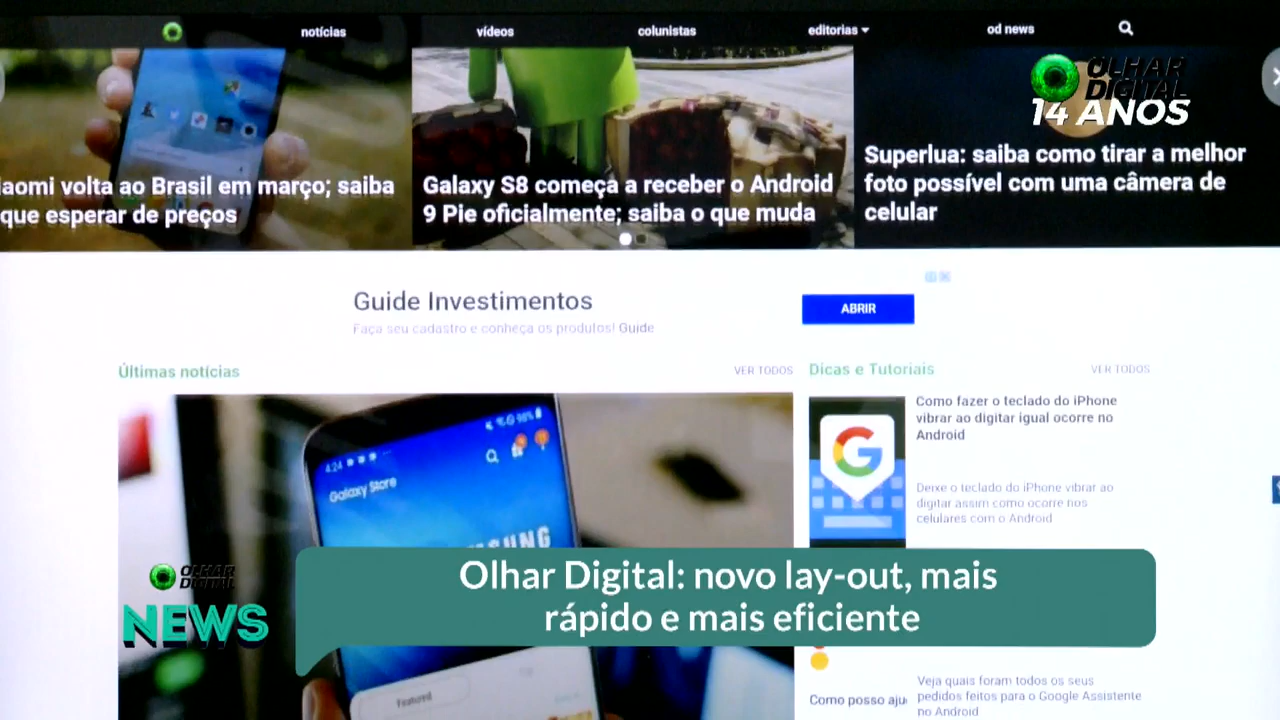 notícias
vídeos
colunistas
editorias
od news
OLHAR
DIGITAL
14 ANOS
iaomi volta ao Brasil em março; saiba
que esperar de preços
Galaxy S8 começa a receber o Android
9 Pie oficialmente; saiba o que muda
Superlua: saiba como tirar a melhor
foto possível com uma câmera de
celular
Guide Investimentos
Faça seu cadastro e conheça os produtos! Guide
ABRIR
Últimas notícias
VER TODOS
Dicas e Tutoriais
VER TODOS
Como fazer o teclado do iPhone
vibrar ao digitar igual ocorre no
Android
Deixe o teclado do iPhone vibrar ao
digitar assim como ocorre nos
celulares com o Android
4:24
98%
Galaxy Store
SUNG
Olhar Digital: novo lay-out, mais
rápido e mais eficiente
OLHAR
DIGITAL
NEWS
Featured
Top
Como posso aju
Veja quais foram todos os seus
pedidos feitos para o Google Assistente
no Android